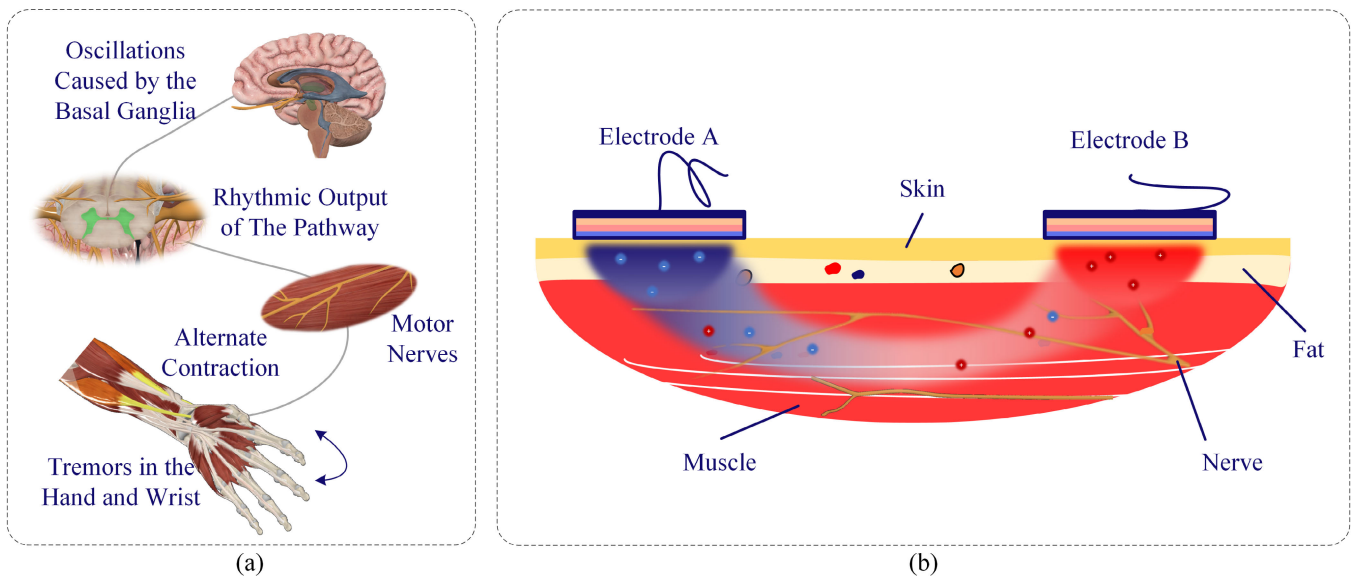 Oscillations
Caused by the
Basal Ganglia
Rhythmic Output
of The Pathway
Motor
Nerves
Alternate
Contraction
Tremors in the
Hand and Wrist
(a)
Electrode A
Electrode B
Skin
Fat
Muscle
Nerve
(b)